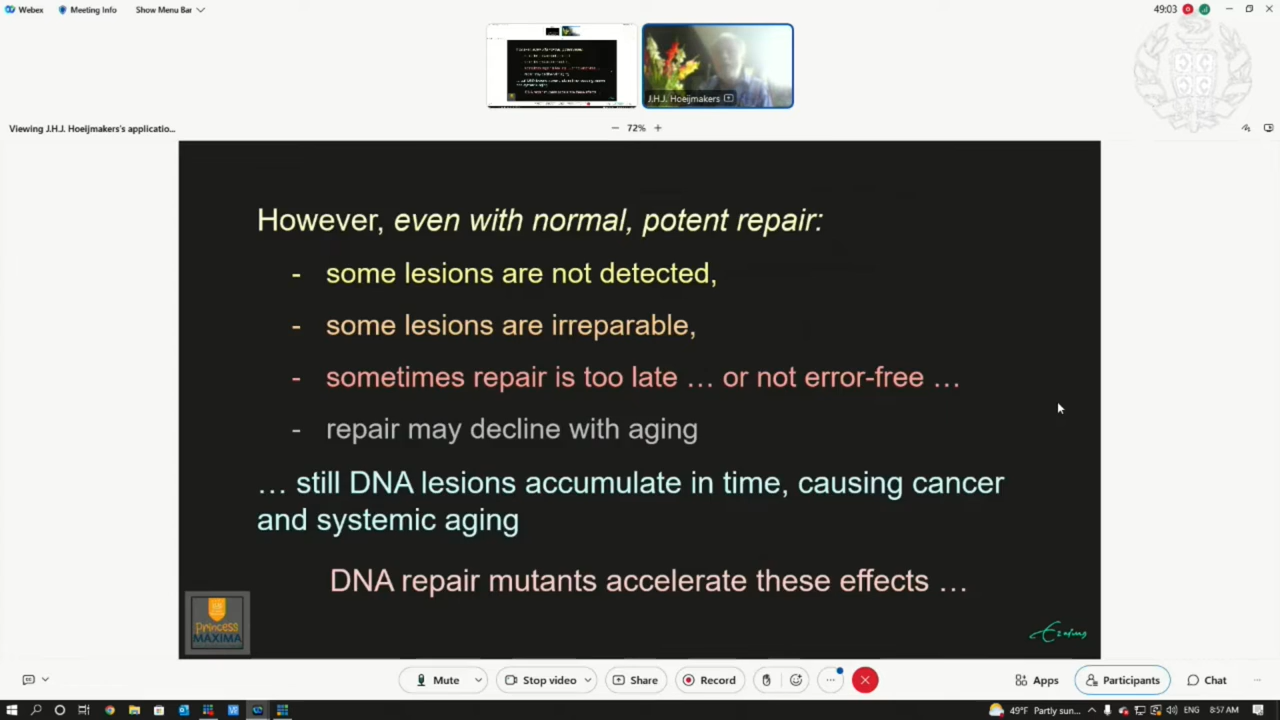 Webex
Meeting Info
Show Menu Bar
49:03
J.H.J. Hoeijmakers
Viewing J.H.J. Hoeijmakers's applicatio...
72%
However, even with normal, potent repair:
- some lesions are not detected,
- some lesions are irreparable,
- sometimes repair is too late … or not error-free …
- repair may decline with aging
… still DNA lesions accumulate in time, causing cancer
and systemic aging
DNA repair mutants accelerate these effects …
Princess
MAXIMA
Erasmus
Mute
Stop video
Share
Record
Apps
Participants
Chat
49°F Partly sun...
ENG
8:57 AM